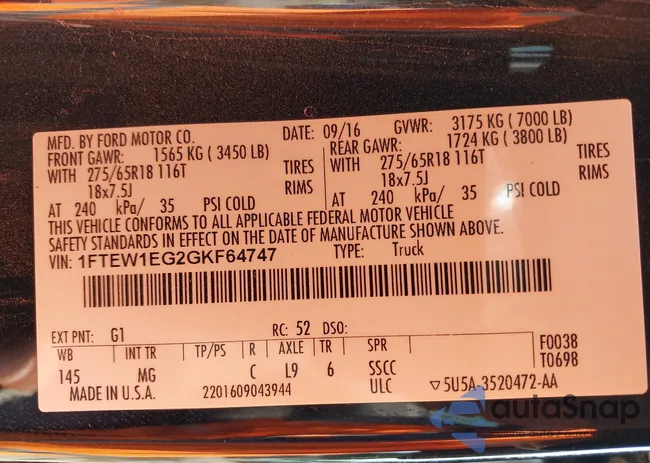 MFD. BY FORD MOTOR CO. DATE: 09/16 GVWR: 3175 KG ( 7000 LB)
FRONT GAWR: 1565 KG ( 3450 LB) REAR GAWR: 1724 KG ( 3800 LB)
WITH 275/65R18 116T TIRES WITH 275/65R18 116T TIRES
18x7.5J RIMS 18x7.5J RIMS
AT 240 kPa/ 35 PSI COLD AT 240 kPa/ 35 PSI COLD
THIS VEHICLE CONFORMS TO ALL APPLICABLE FEDERAL MOTOR VEHICLE
SAFETY STANDARDS IN EFFECT ON THE DATE OF MANUFACTURE SHOWN ABOVE.
VIN: 1FTEW1EG2GKF64747 TYPE: Truck
EXT PNT: G1 RC: 52 DSO: F0038
WB INT TR TP/PS R AXLE TR SPR T0698
145 MG C L9 6 SSCC
MADE IN U.S.A. 2201609043944 ULC ▽5U5A-3520472-AA
autaSnap